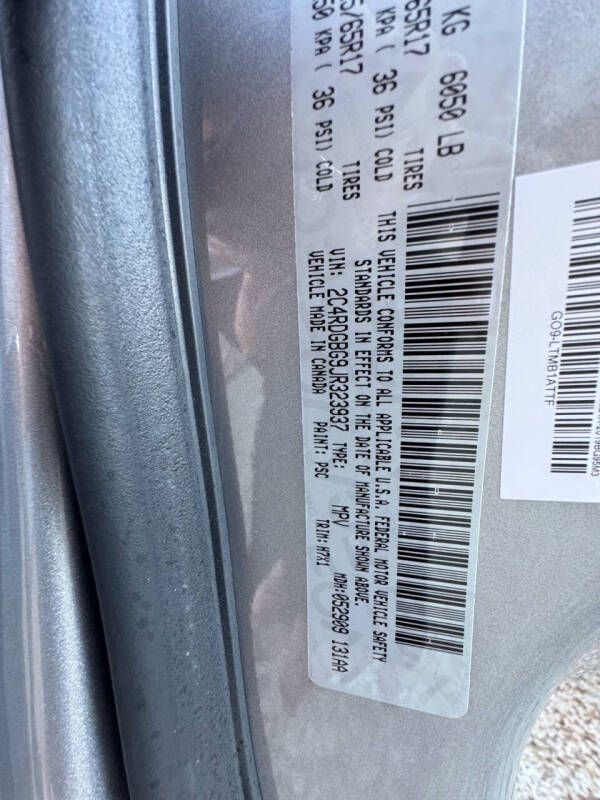 KG 6050 LB
65R17 TIRES
KPA ( 36 PSI) COLD
5/65R17 TIRES
50 KPA ( 36 PSI) COLD
THIS VEHICLE CONFORMS TO ALL APPLICABLE U.S.A. FEDERAL MOTOR VEHICLE SAFETY
STANDARDS IN EFFECT ON THE DATE OF MANUFACTURE SHOWN ABOVE.
VIN: 2C4RDGBG9JR323937 TYPE: MPV MDH:052909 131AA
VEHICLE MADE IN CANADA PAINT: PSC TRIM: H7X1
GO9-LTMB1ATTF